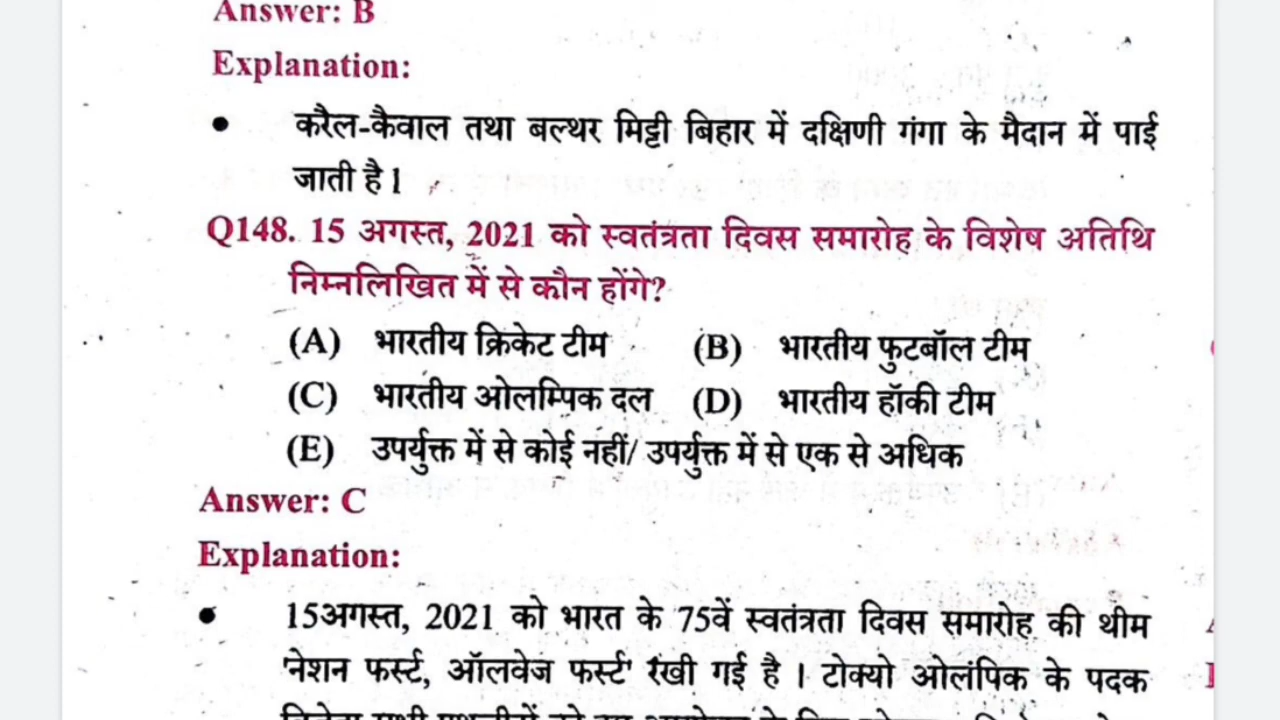 Answer: B
Explanation:
• करैल-कैवाल तथा बल्थर मिट्टी बिहार में दक्षिणी गंगा के मैदान में पाई
जाती है।
Q148. 15 अगस्त, 2021 को स्वतंत्रता दिवस समारोह के विशेष अतिथि
निम्नलिखित में से कौन होंगे?
(A) भारतीय क्रिकेट टीम (B) भारतीय फुटबॉल टीम
(C) भारतीय ओलम्पिक दल (D) भारतीय हॉकी टीम
(E) उपर्युक्त में से कोई नहीं/ उपर्युक्त में से एक से अधिक
Answer: C
Explanation:
• 15अगस्त, 2021 को भारत के 75वें स्वतंत्रता दिवस समारोह की थीम
'नेशन फर्स्ट, ऑलवेज फर्स्ट' रखी गई है । टोक्यो ओलंपिक के पदक